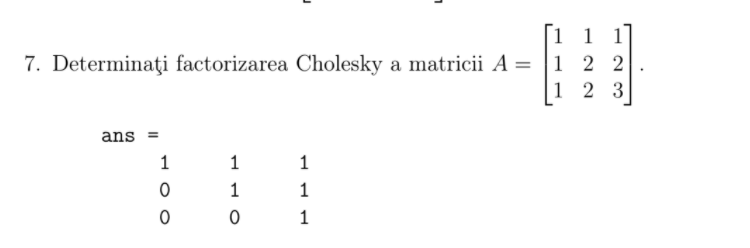 7. Determinaţi factorizarea Cholesky a matricii A = [1 1 1
1 2 2
1 2 3].
ans =
1 1 1
0 1 1
0 0 1